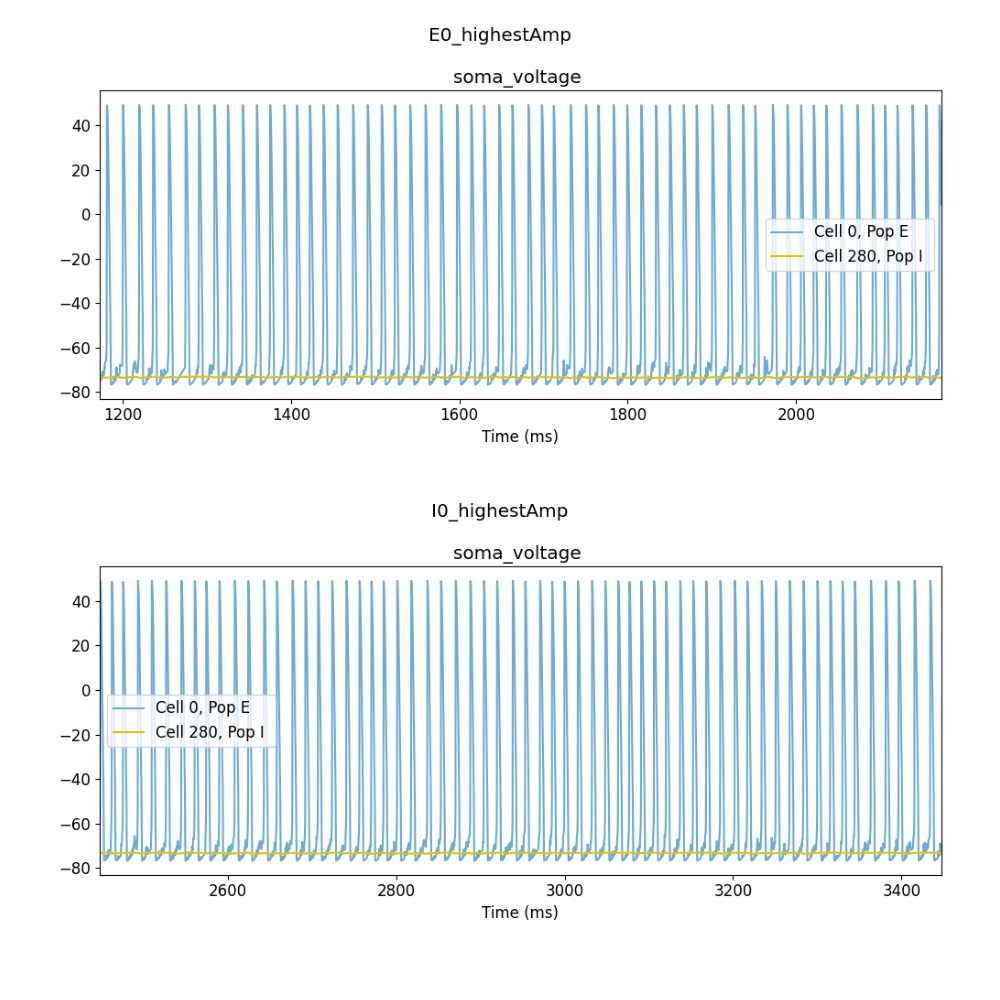 E0_highestAmp
soma_voltage
40
20
0
−20
−40
−60
−80
Cell 0, Pop E
Cell 280, Pop I
1200 1400 1600 1800 2000
Time (ms)
I0_highestAmp
soma_voltage
40
20
0
−20
−40
−60
−80
Cell 0, Pop E
Cell 280, Pop I
2600 2800 3000 3200 3400
Time (ms)